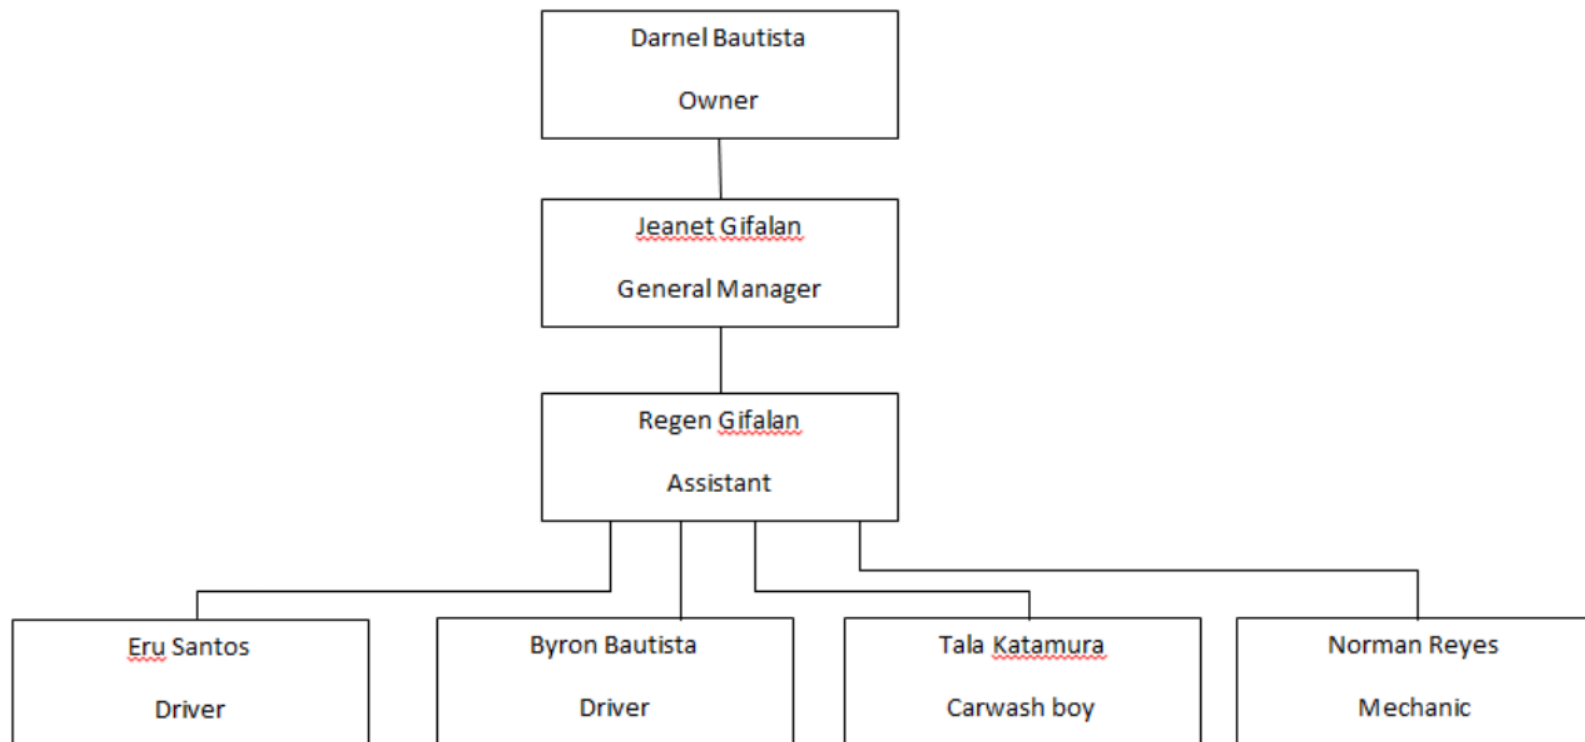 Darnel Bautista
Owner
Jeanet Gifalan
General Manager
Regen Gifalan
Assistant
Eru Santos
Driver
Byron Bautista
Driver
Tala Katamura
Carwash boy
Norman Reyes
Mechanic